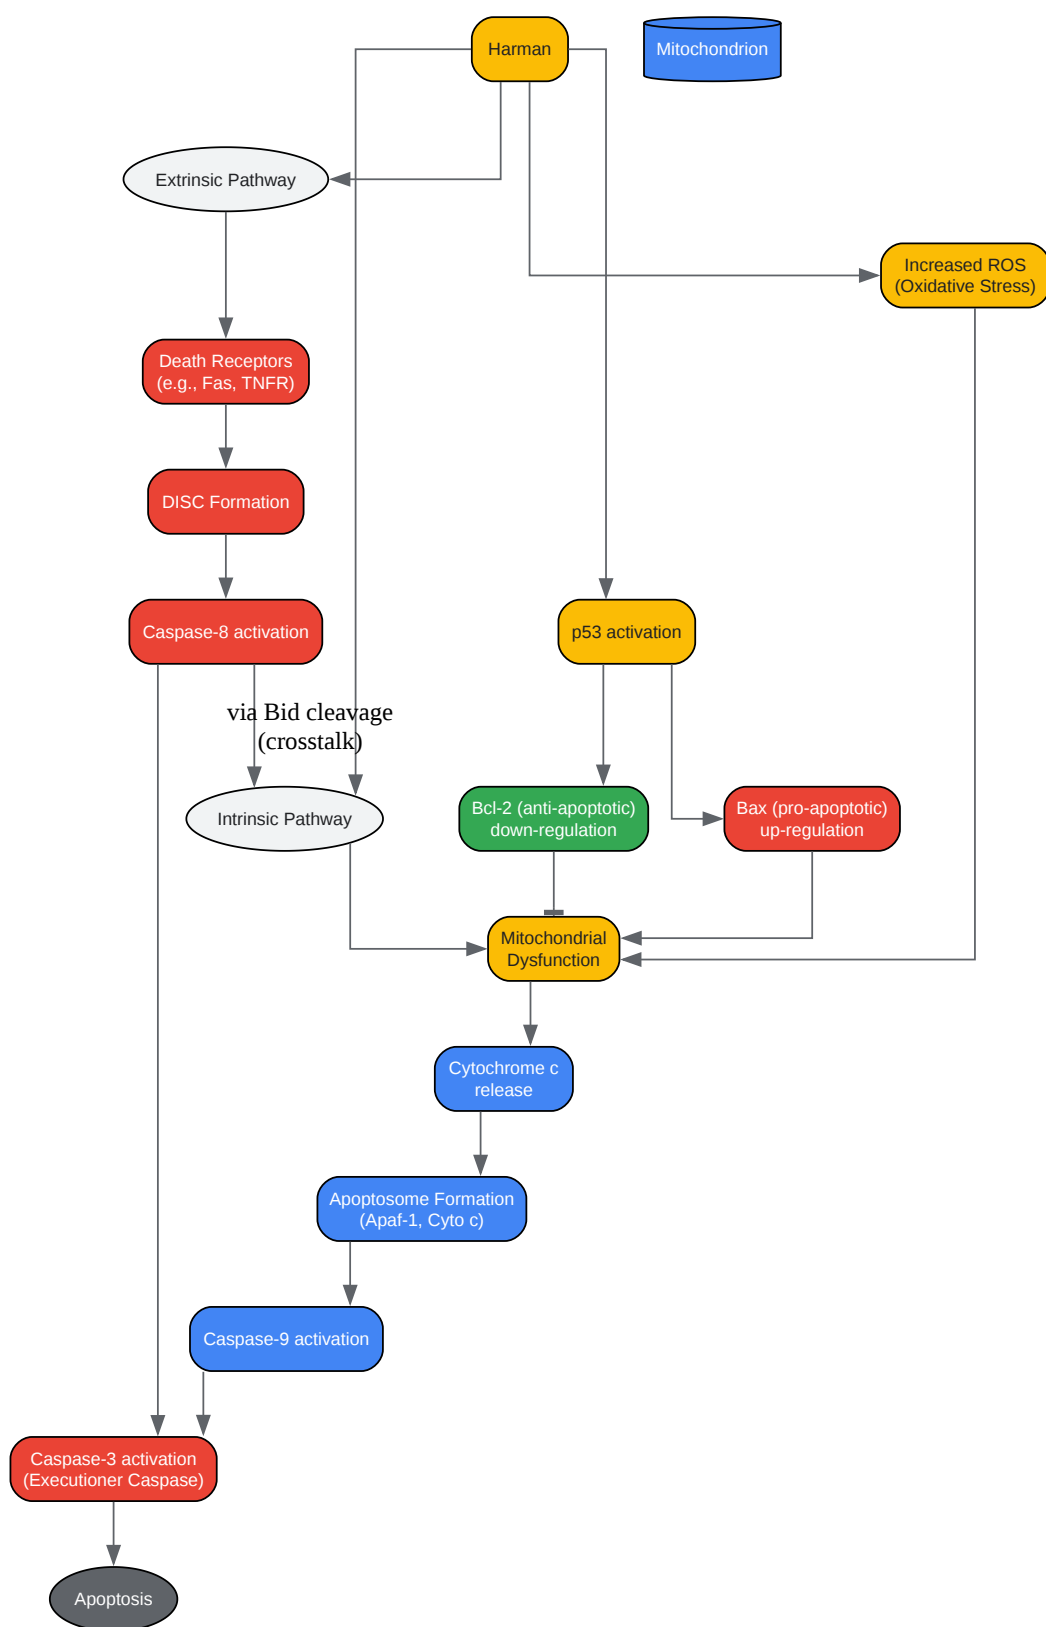 Harman
Mitochondrion
Extrinsic Pathway
Increased ROS
(Oxidative Stress)
Death Receptors
(e.g., Fas, TNFR)
DISC Formation
Caspase-8 activation
p53 activation
via Bid cleavage
(crosstalk)
Intrinsic Pathway
Bcl-2 (anti-apoptotic)
down-regulation
Bax (pro-apoptotic)
up-regulation
Mitochondrial
Dysfunction
Cytochrome c
release
Apoptosome Formation
(Apaf-1, Cyto c)
Caspase-9 activation
Caspase-3 activation
(Executioner Caspase)
Apoptosis